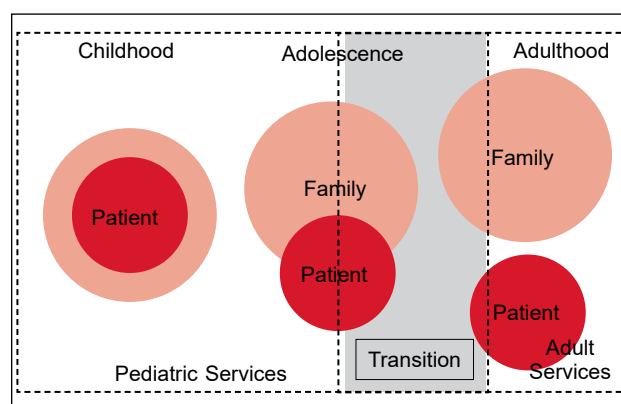 Childhood
Adolescence
Adulthood
Family
Family
Patient
Patient
Patient
Transition
Pediatric Services
Adult
Services